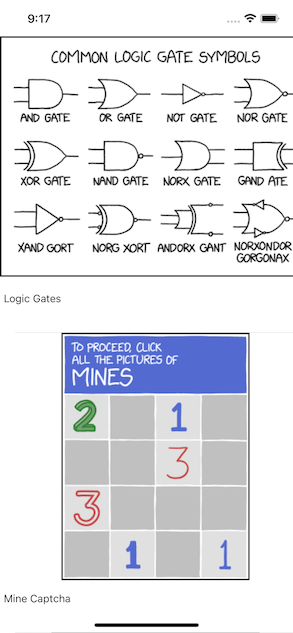 9:17
COMMON LOGIC GATE SYMBOLS
AND GATE OR GATE NOT GATE NOR GATE
XOR GATE NAND GATE NORX GATE GAND ATE
XAND GORT NORG XORT ANDORX GANT NORXONDOR GORGONAX
Logic Gates
TO PROCEED, CLICK
ALL THE PICTURES OF
MINES
2 1
3
3
1 1
Mine Captcha